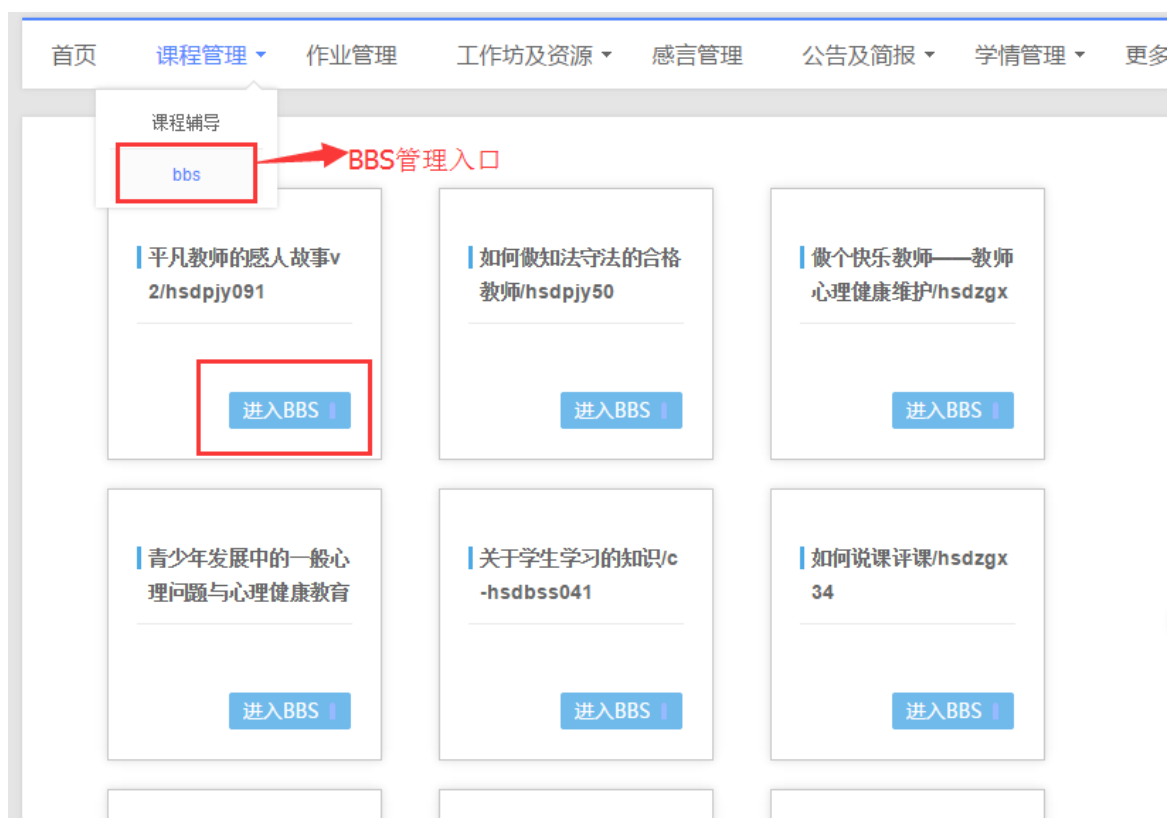 首页 课程管理 作业管理 工作坊及资源 感言管理 公告及简报 学情管理 更多
课程辅导
bbs
BBS管理入口
平凡教师的感人故事v
2/hsdpjy091
如何做知法守法的合格
教师/hsdpjy50
做个快乐教师——教师
心理健康维护/hsdzgx
进入BBS
进入BBS
进入BBS
青少年发展中的一般心
理问题与心理健康教育
关于学生学习的知识/c
-hsdbss041
如何说课评课/hsdzgx
34
进入BBS
进入BBS
进入BBS